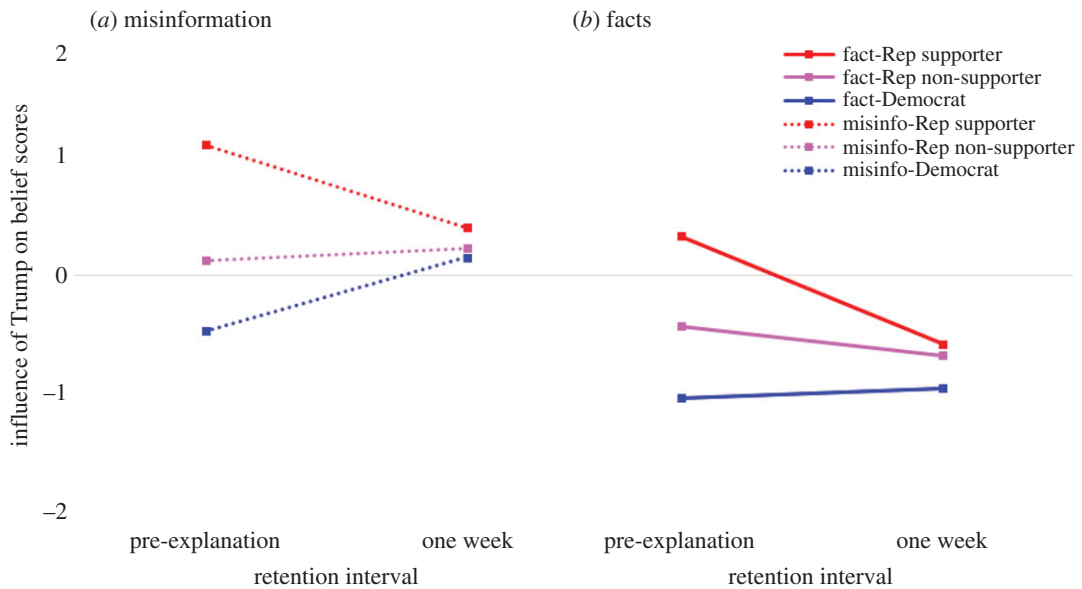 (a) misinformation
(b) facts
2
1
0
–1
–2
influence of Trump on belief scores
fact-Rep supporter
fact-Rep non-supporter
fact-Democrat
misinfo-Rep supporter
misinfo-Rep non-supporter
misinfo-Democrat
pre-explanation one week
retention interval
pre-explanation one week
retention interval